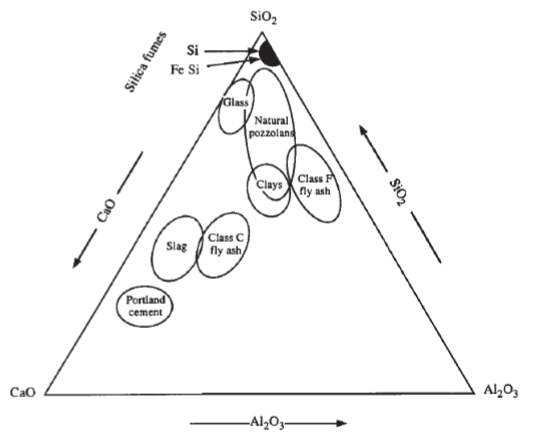 SiO₂
Silica fumes
Si
Fe Si
Glass
Natural
pozzolans
Clays
Class F
fly ash
CaO
SiO₂
Slag
Class C
fly ash
Portland
cement
CaO
Al₂O₃
Al₂O₃